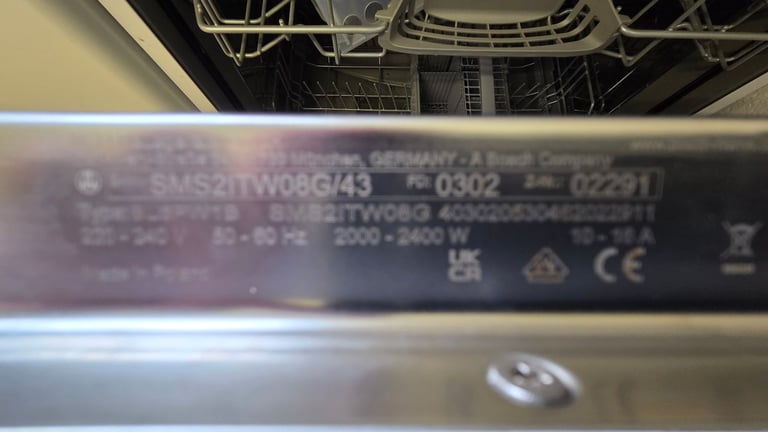 München, GERMANY - A Bosch Company
SMS2ITW08G/43 FD: 0302 Z-Nr.: 02291
Type: SMS2ITW08G
220 - 240 V 50 - 60 Hz 2000 - 2400 W 10 - 16 A
UK
CA
CE
Made in Poland